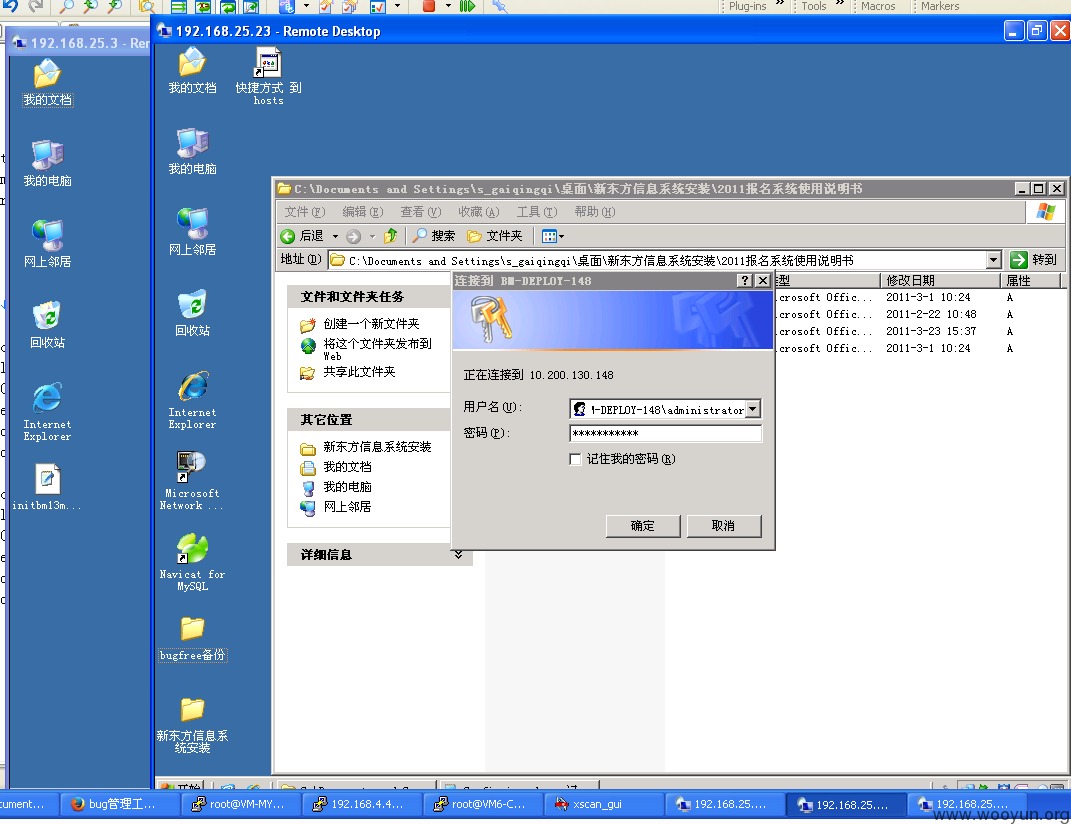 Plug-ins
Tools
Macros
Markers
192.168.25.3 - Rem
192.168.25.23 - Remote Desktop
我的文档
我的电脑
网上邻居
回收站
Internet
Explorer
initbm13m...
我的文档
快捷方式 到
hosts
我的电脑
网上邻居
回收站
Internet
Explorer
Microsoft
Network ...
Navicat for
MySQL
bugfree备份
新东方信息系
统安装
C:\Documents and Settings\s_gaiqingqi\桌面\新东方信息系统安装\2011报名系统使用说明书
文件(F) 编辑(E) 查看(V) 收藏(A) 工具(T) 帮助(H)
后退 搜索 文件夹
地址(D) C:\Documents and Settings\s_gaiqingqi\桌面\新东方信息系统安装\2011报名系统使用说明书 转到
文件和文件夹任务
创建一个新文件夹
将这个文件夹发布到
Web
共享此文件夹
其它位置
新东方信息系统安装
我的文档
我的电脑
网上邻居
详细信息
型 修改日期 属性
crosoft Offic... 2011-3-1 10:24 A
crosoft Offic... 2011-2-22 10:48 A
crosoft Offic... 2011-3-23 15:37 A
crosoft Offic... 2011-3-1 10:24 A
连接到 BM-DEPLOY-148
正在连接到 10.200.130.148
用户名(U): -DEPLOY-148\administrator
密码(P): ***********
记住我的密码(R)
确定 取消
开始
cument... bug管理工... root@VM-MY... 192.168.4.4... root@VM6-C... xscan_gui 192.168.25.... 192.168.25.... 192.168.25....
www.wooyun.org